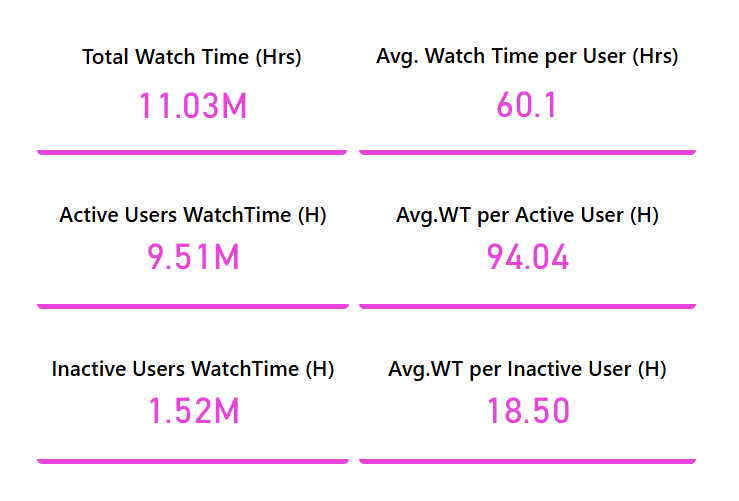 Total Watch Time (Hrs)
11.03M
Avg. Watch Time per User (Hrs)
60.1
Active Users WatchTime (H)
9.51M
Avg.WT per Active User (H)
94.04
Inactive Users WatchTime (H)
1.52M
Avg.WT per Inactive User (H)
18.50